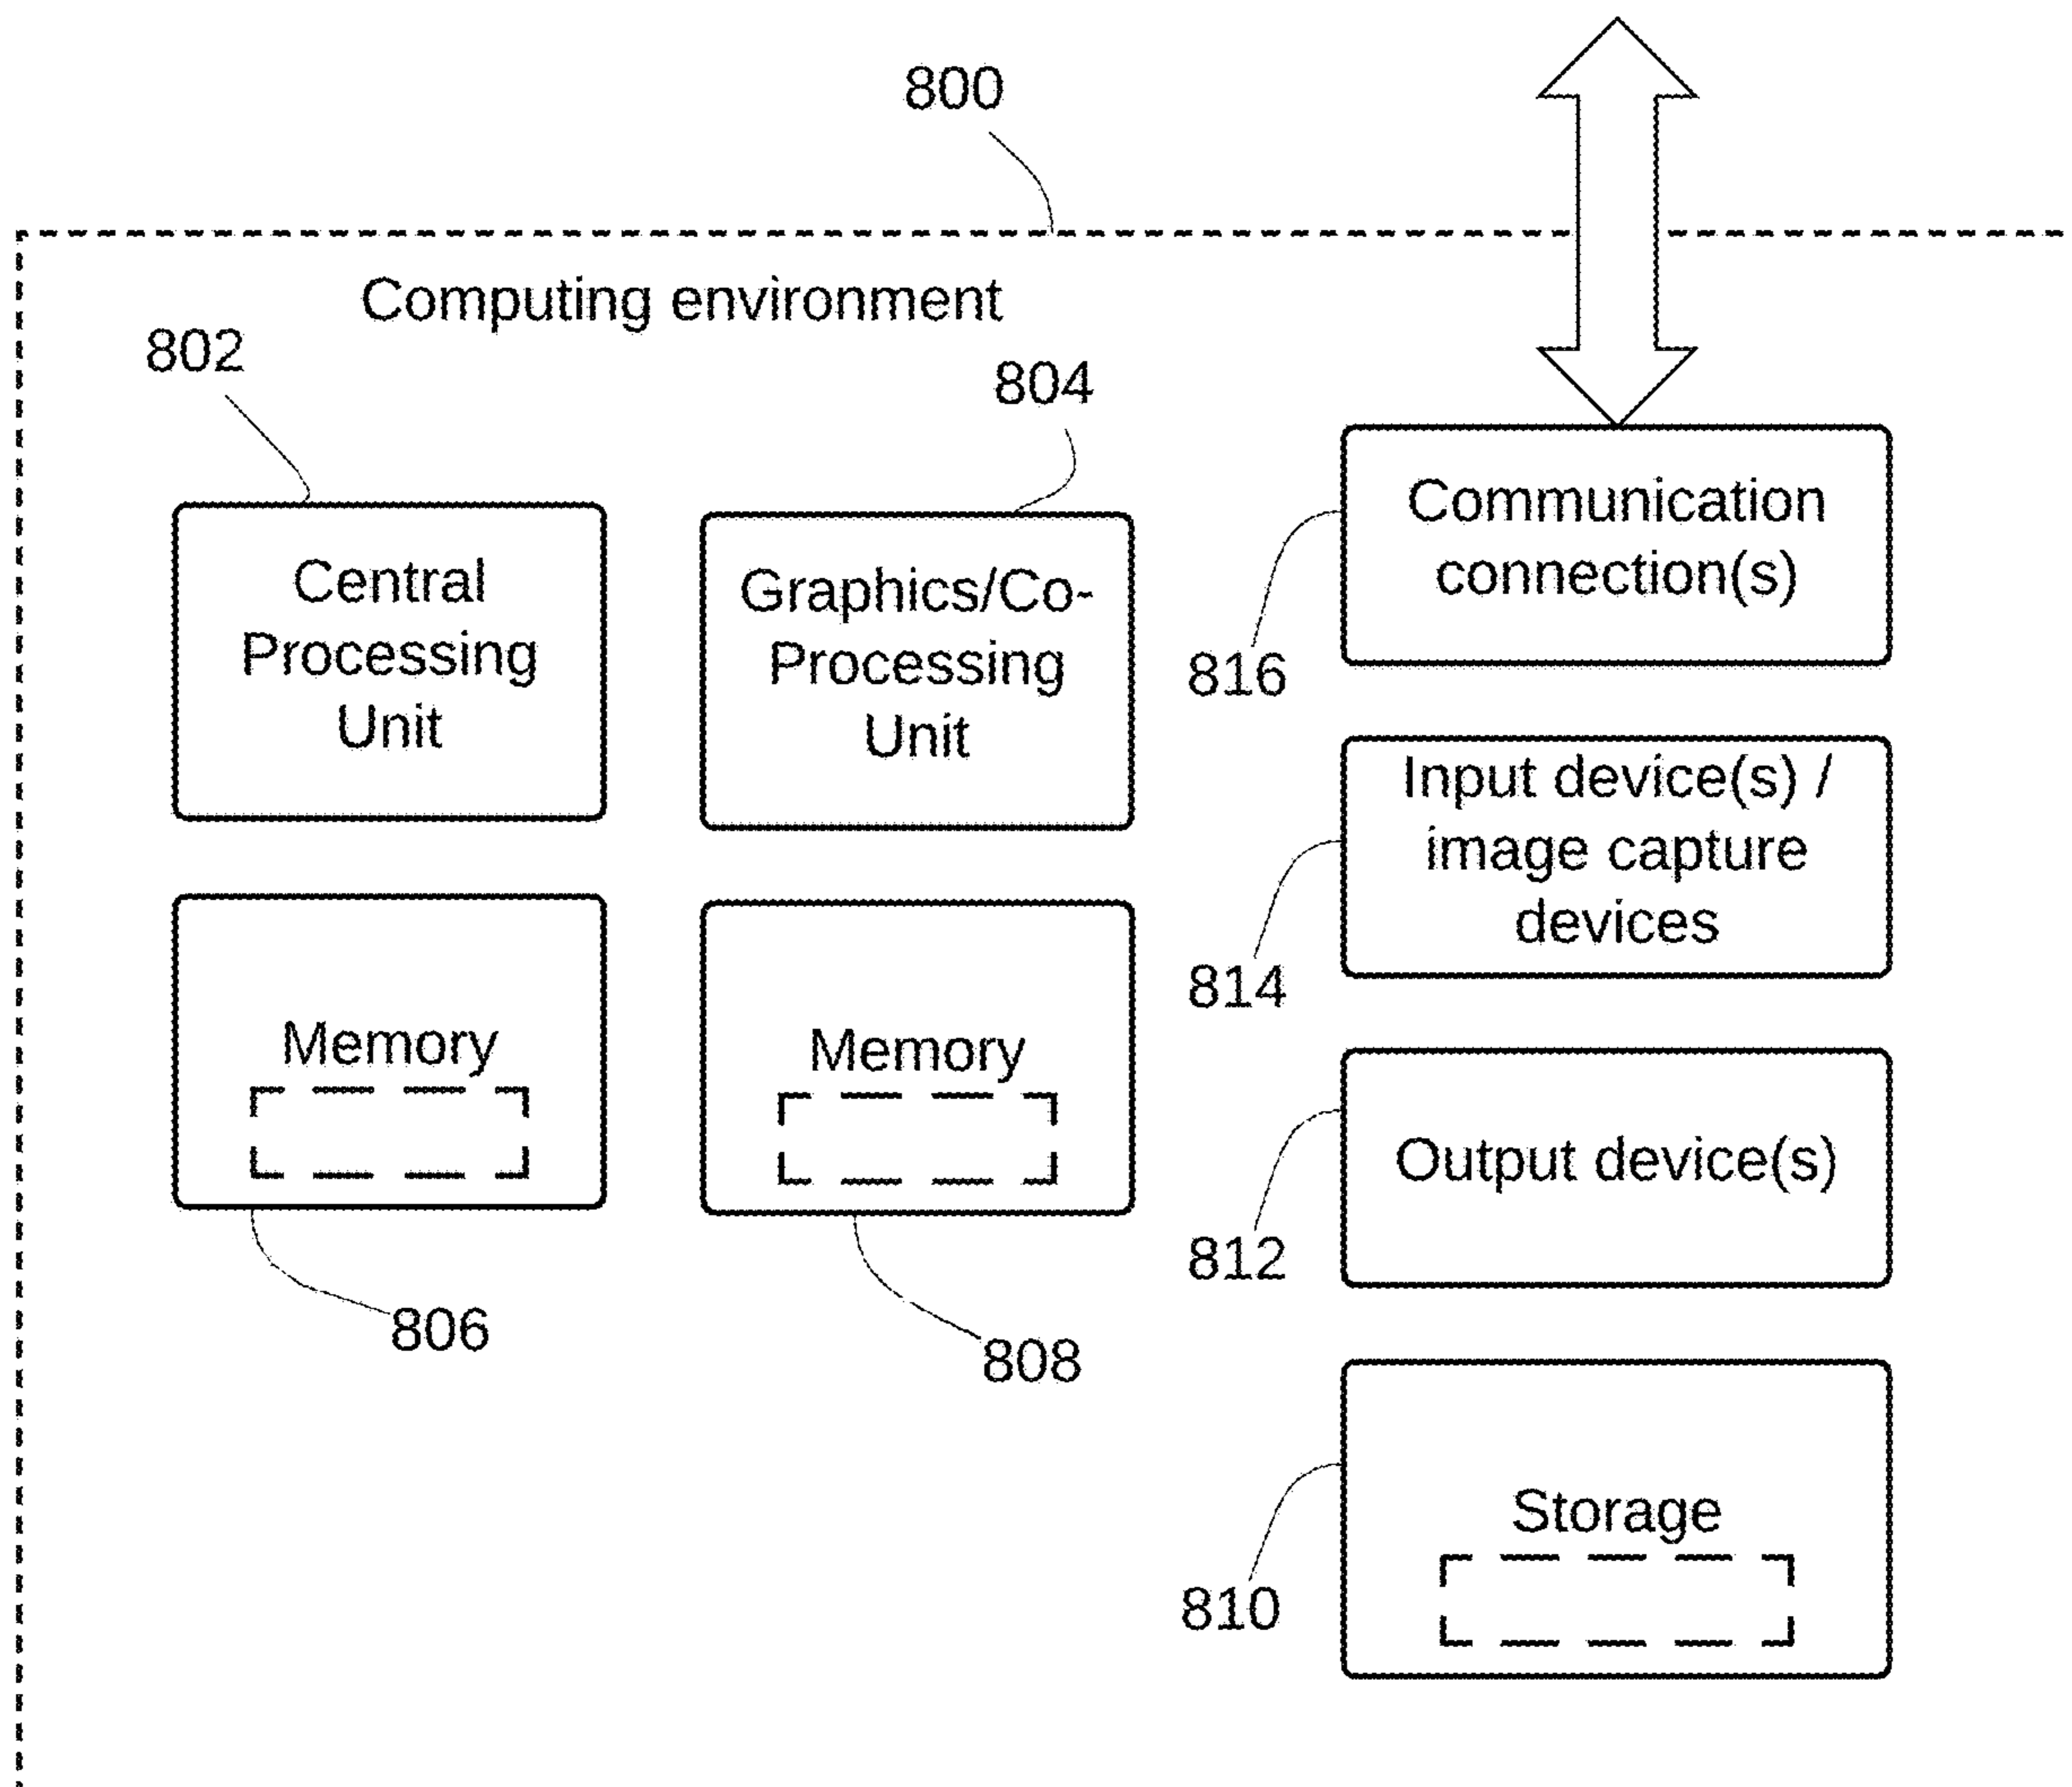 800
Computing environment
802
804
Central
Processing
Unit
Graphics/Co-
Processing
Unit
Communication
connection(s)
816
Input device(s) /
image capture
devices
814
Memory
Memory
Output device(s)
812
806
808
Storage
810